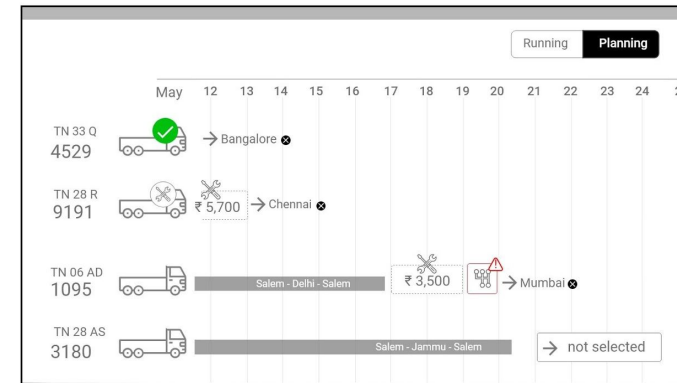 Running Planning
May 12 13 14 15 16 17 18 19 20 21 22 23 24
TN 33 Q
4529
→ Bangalore
TN 28 R
9191
₹ 5,700
→ Chennai
TN 06 AD
1095
Salem - Delhi - Salem
₹ 3,500
→ Mumbai
TN 28 AS
3180
Salem - Jammu - Salem
→ not selected